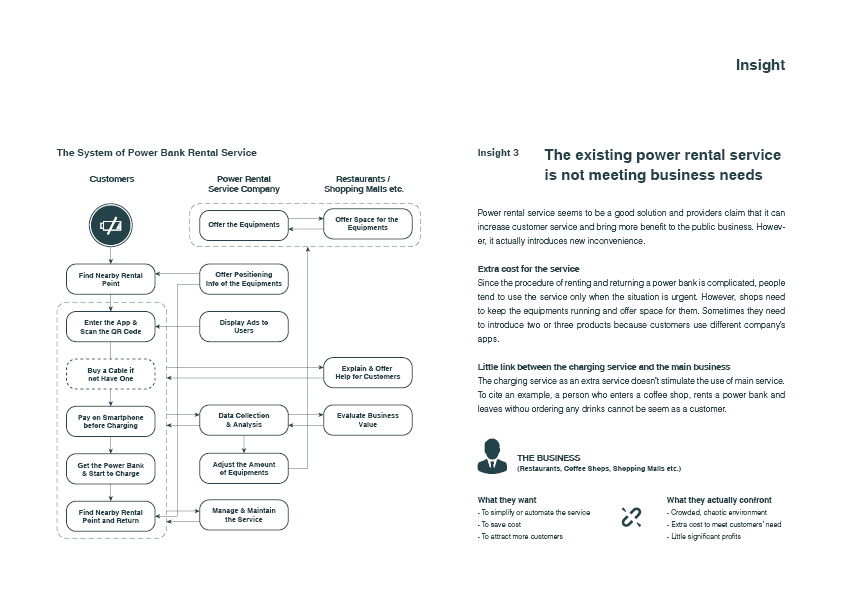 Insight
The System of Power Bank Rental Service
Customers
Power Rental
Service Company
Restaurants /
Shopping Malls etc.
Offer the Equipments
Offer Space for the
Equipments
Find Nearby Rental
Point
Offer Positioning
Info of the Equipments
Enter the App &
Scan the QR Code
Display Ads to
Users
Buy a Cable if
not Have One
Explain & Offer
Help for Customers
Pay on Smartphone
before Charging
Data Collection
& Analysis
Evaluate Business
Value
Get the Power Bank
& Start to Charge
Adjust the Amount
of Equipments
Find Nearby Rental
Point and Return
Manage & Maintain
the Service
Insight 3
The existing power rental service
is not meeting business needs
Power rental service seems to be a good solution and providers claim that it can
increase customer service and bring more benefit to the public business. Howev-
er, it actually introduces new inconvenience.
Extra cost for the service
Since the procedure of renting and returning a power bank is complicated, people
tend to use the service only when the situation is urgent. However, shops need
to keep the equipments running and offer space for them. Sometimes they need
to introduce two or three products because customers use different company's
apps.
Little link between the charging service and the main business
The charging service as an extra service doesn't stimulate the use of main service.
To cite an example, a person who enters a coffee shop, rents a power bank and
leaves withou ordering any drinks cannot be seem as a customer.
THE BUSINESS
(Restaurants, Coffee Shops, Shopping Malls etc.)
What they want
- To simplify or automate the service
- To save cost
- To attract more customers
What they actually confront
- Crowded, chaotic environment
- Extra cost to meet customers' need
- Little significant profits